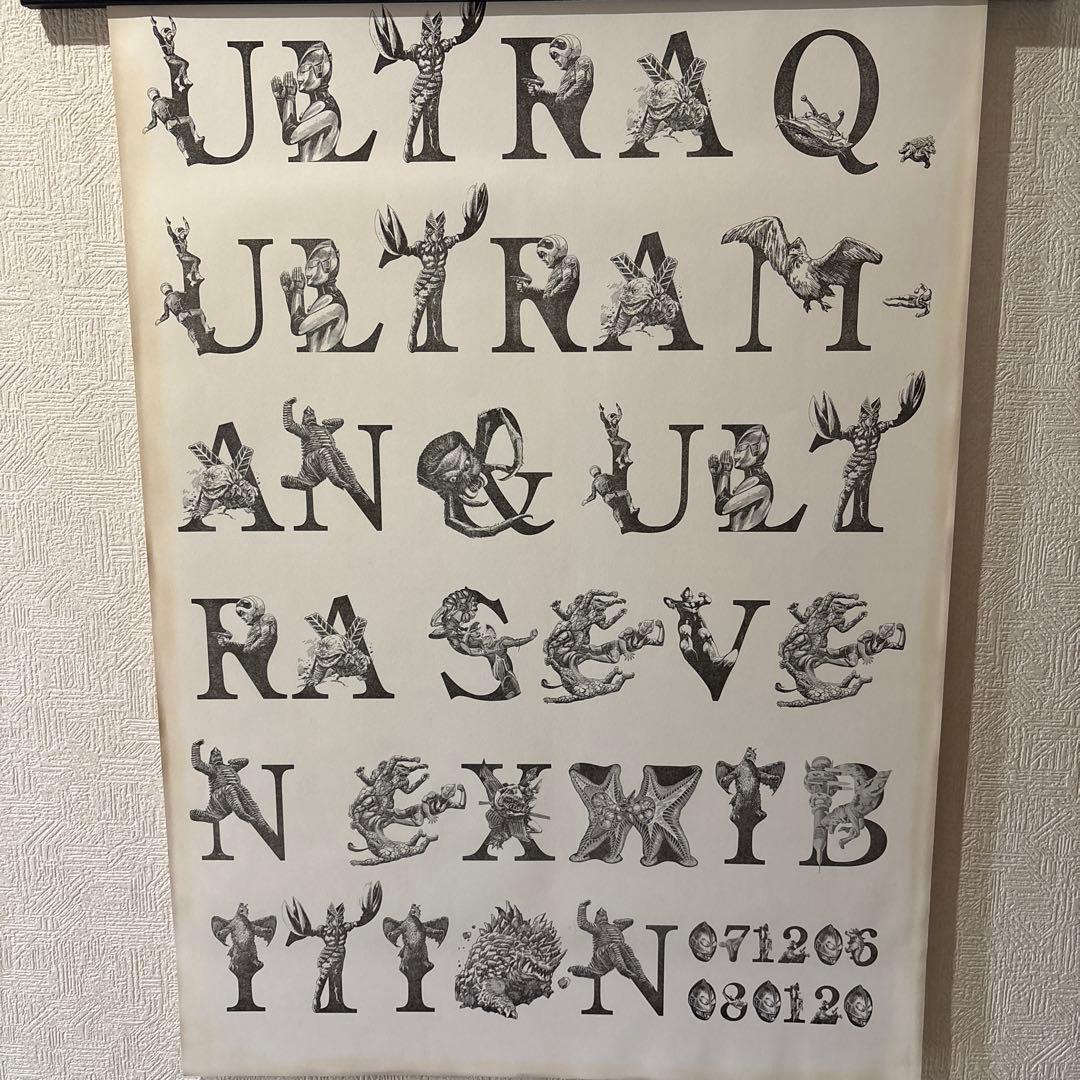 ULTRA Q,
ULTRAM-
AN & ULT
RA SEVE
N EXHIB
ITION 071206
080120